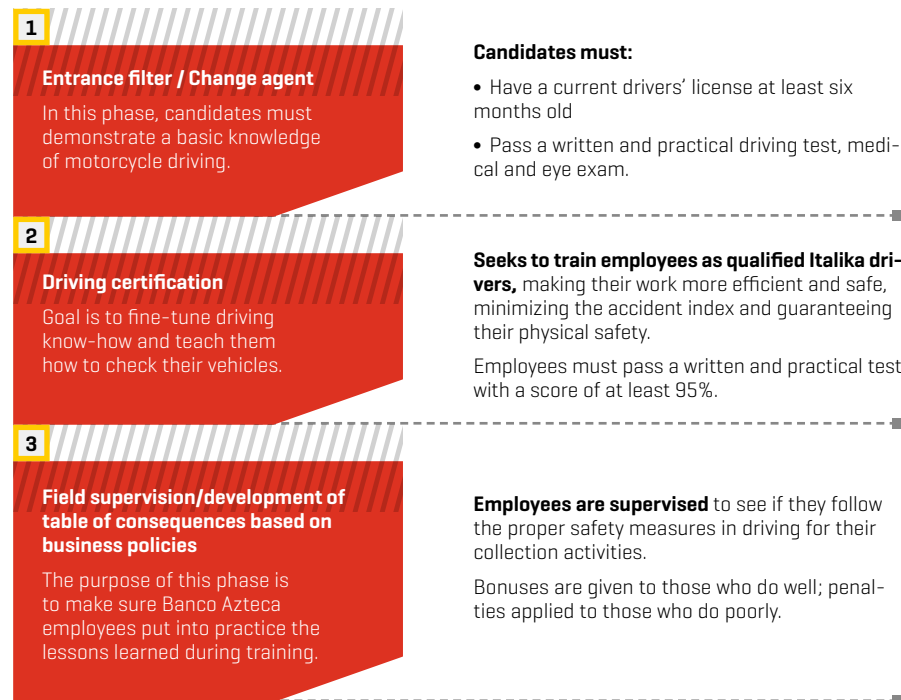 1
Entrance filter / Change agent
In this phase, candidates must
demonstrate a basic knowledge
of motorcycle driving.
Candidates must:
• Have a current drivers’ license at least six
months old
• Pass a written and practical driving test, medi-
cal and eye exam.
2
Driving certification
Goal is to fine-tune driving
know-how and teach them
how to check their vehicles.
Seeks to train employees as qualified Italika dri-
vers, making their work more efficient and safe,
minimizing the accident index and guaranteeing
their physical safety.
Employees must pass a written and practical test
with a score of at least 95%.
3
Field supervision/development of
table of consequences based on
business policies
The purpose of this phase is
to make sure Banco Azteca
employees put into practice the
lessons learned during training.
Employees are supervised to see if they follow
the proper safety measures in driving for their
collection activities.
Bonuses are given to those who do well; penal-
ties applied to those who do poorly.